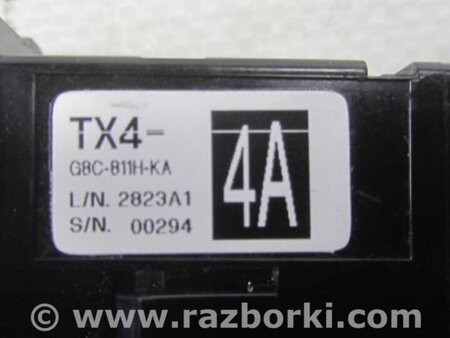 TX4-
G8C-811H-KA
L/N. 2823A1
S/N. 00294
4A
© www.razborki.com